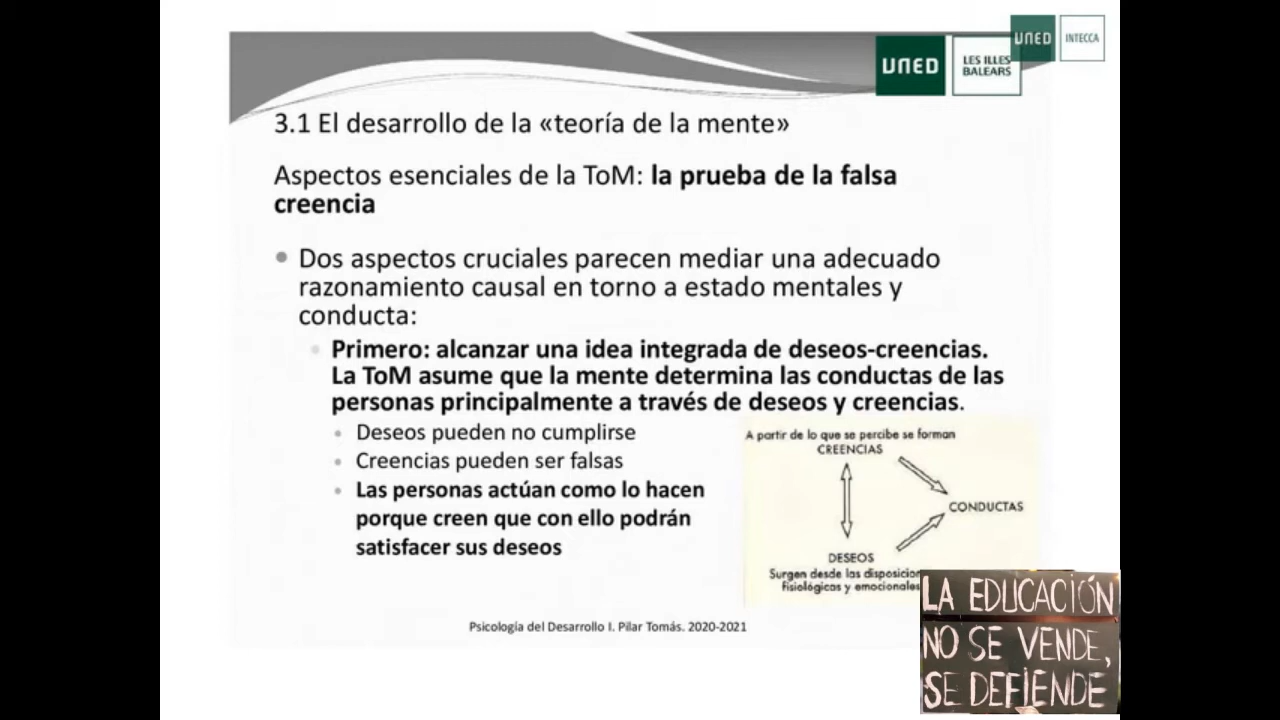 UNED
INTECCA
UNED
LES ILLES
BALEARS
3.1 El desarrollo de la «teoría de la mente»
Aspectos esenciales de la ToM: la prueba de la falsa
creencia
Dos aspectos cruciales parecen mediar una adecuado
razonamiento causal en torno a estado mentales y
conducta:
Primero: alcanzar una idea integrada de deseos-creencias.
La ToM asume que la mente determina las conductas de las
personas principalmente a través de deseos y creencias.
Deseos pueden no cumplirse
Creencias pueden ser falsas
Las personas actúan como lo hacen
porque creen que con ello podrán
satisfacer sus deseos
A partir de lo que se percibe se forman
CREENCIAS
CONDUCTAS
DESEOS
Surgen desde las disposicion
fisiológicas y emocionales
Psicología del Desarrollo I. Pilar Tomás. 2020-2021
LA EDUCACIÓN
NO SE VENDE,
SE DEFIENDE